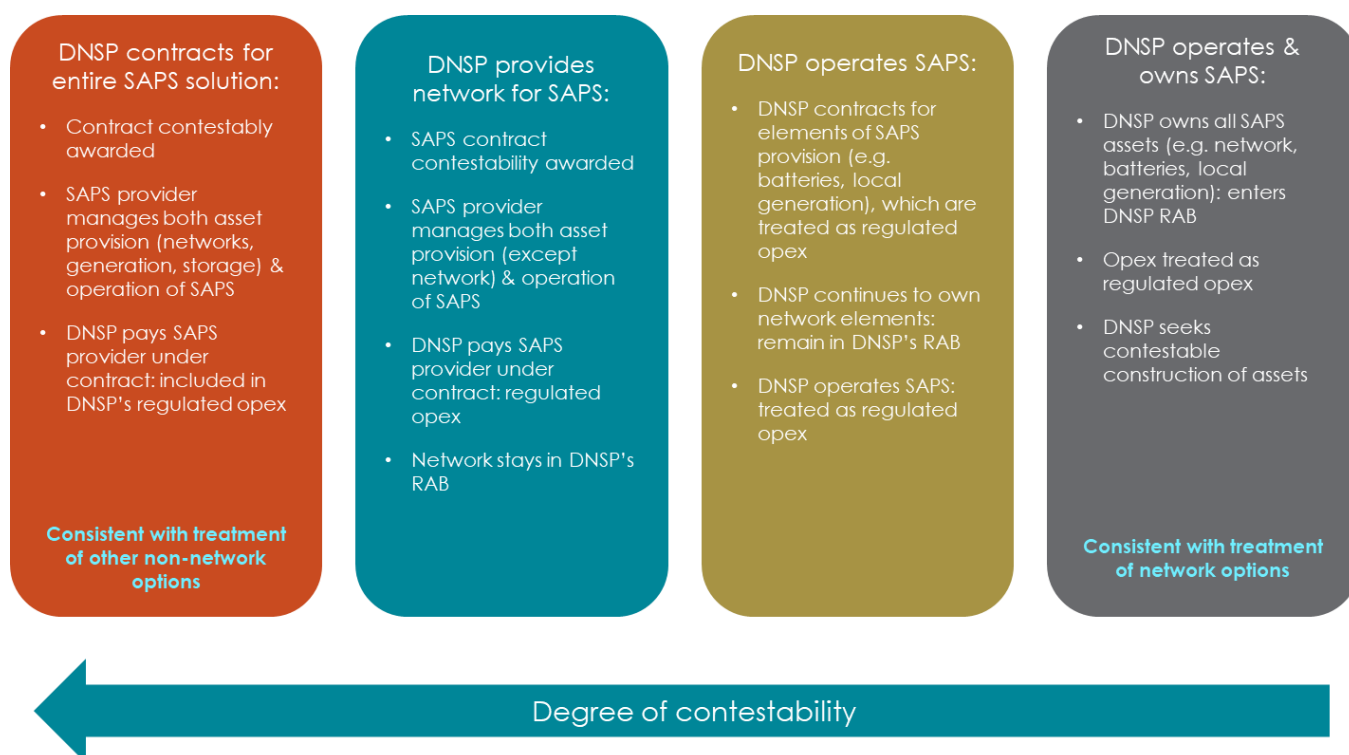 DNSP contracts for
entire SAPS solution:
• Contract contestably
awarded
• SAPS provider
manages both asset
provision (networks,
generation, storage) &
operation of SAPS
• DNSP pays SAPS
provider under
contract: included in
DNSP's regulated opex
Consistent with treatment
of other non-network
options
DNSP provides
network for SAPS:
• SAPS contract
contestability awarded
• SAPS provider
manages both asset
provision (except
network) & operation
of SAPS
• DNSP pays SAPS
provider under
contract: regulated
opex
• Network stays in DNSP's
RAB
DNSP operates SAPS:
• DNSP contracts for
elements of SAPS
provision (e.g.
batteries, local
generation), which are
treated as regulated
opex
• DNSP continues to own
network elements:
remain in DNSP's RAB
• DNSP operates SAPS:
treated as regulated
opex
DNSP operates &
owns SAPS:
• DNSP owns all SAPS
assets (e.g. network,
batteries, local
generation): enters
DNSP RAB
• Opex treated as
regulated opex
• DNSP seeks
contestable
construction of assets
Consistent with treatment
of network options
Degree of contestability